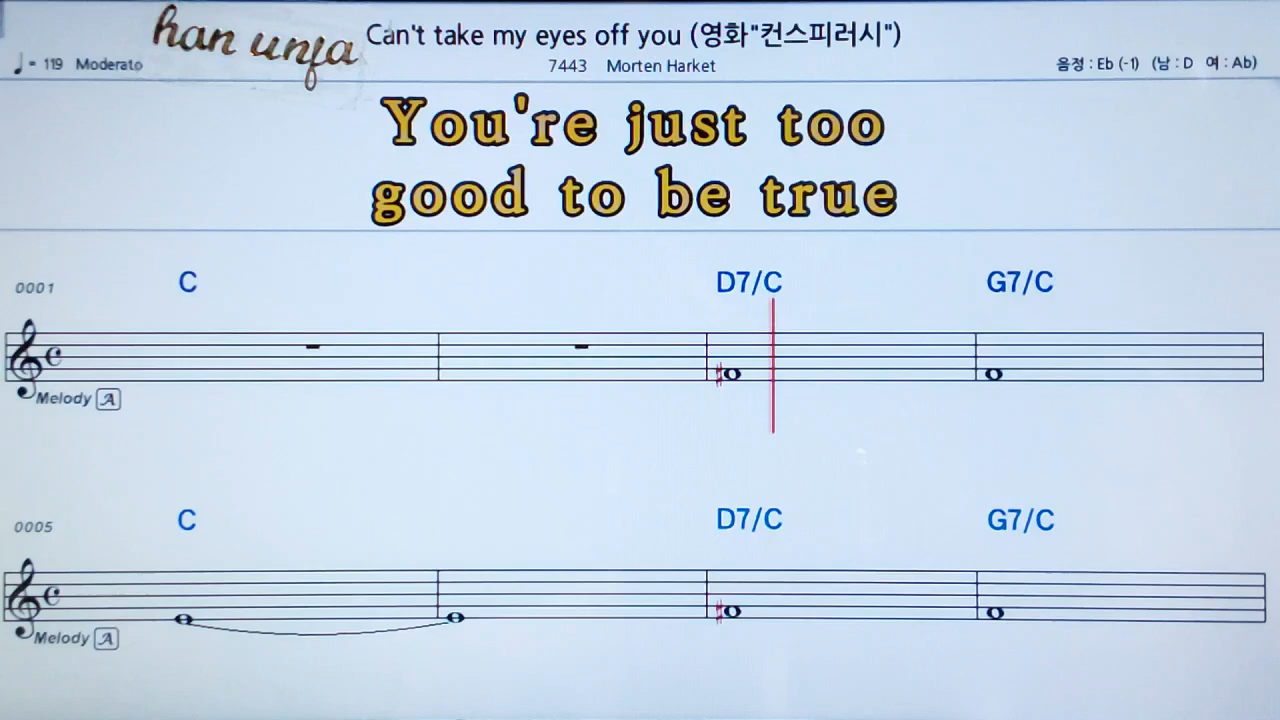 han unfa
Can't take my eyes off you (영화"컨스피러시")
♩= 119 Moderato
7443 Morten Harket
음정 : Eb (-1) (남 : D 여 : Ab)
You're just too
good to be true
0001 C D7/C G7/C
Melody A
0005 C D7/C G7/C
Melody A